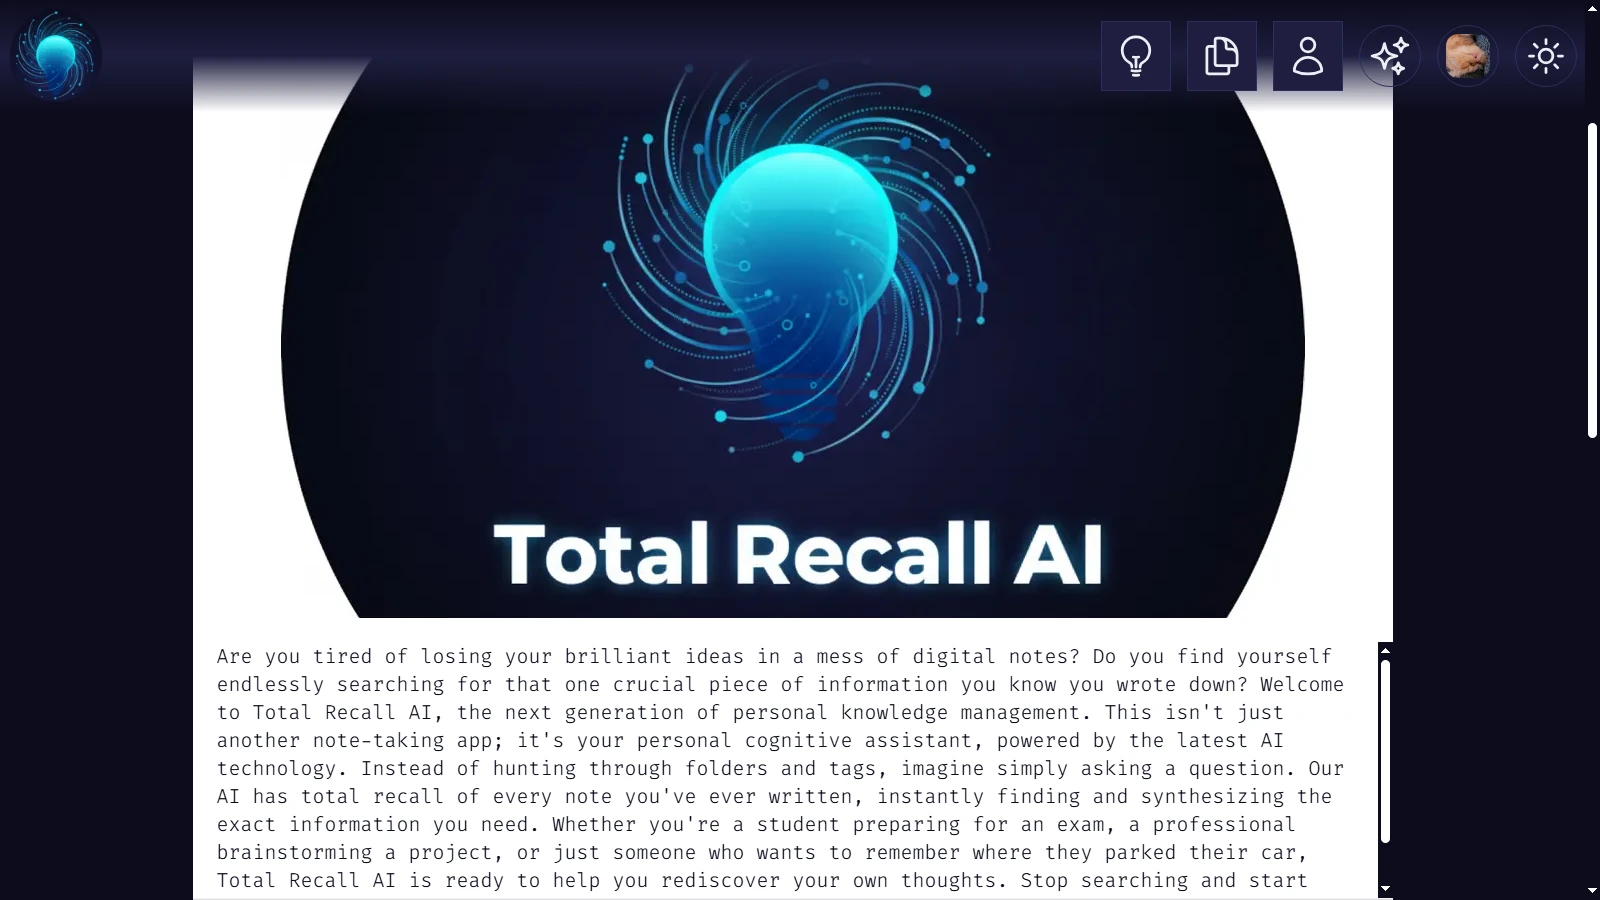 Total Recall AI
Are you tired of losing your brilliant ideas in a mess of digital notes? Do you find yourself
endlessly searching for that one crucial piece of information you know you wrote down? Welcome
to Total Recall AI, the next generation of personal knowledge management. This isn't just
another note-taking app; it's your personal cognitive assistant, powered by the latest AI
technology. Instead of hunting through folders and tags, imagine simply asking a question. Our
AI has total recall of every note you've ever written, instantly finding and synthesizing the
exact information you need. Whether you're a student preparing for an exam, a professional
brainstorming a project, or just someone who wants to remember where they parked their car,
Total Recall AI is ready to help you rediscover your own thoughts. Stop searching and start